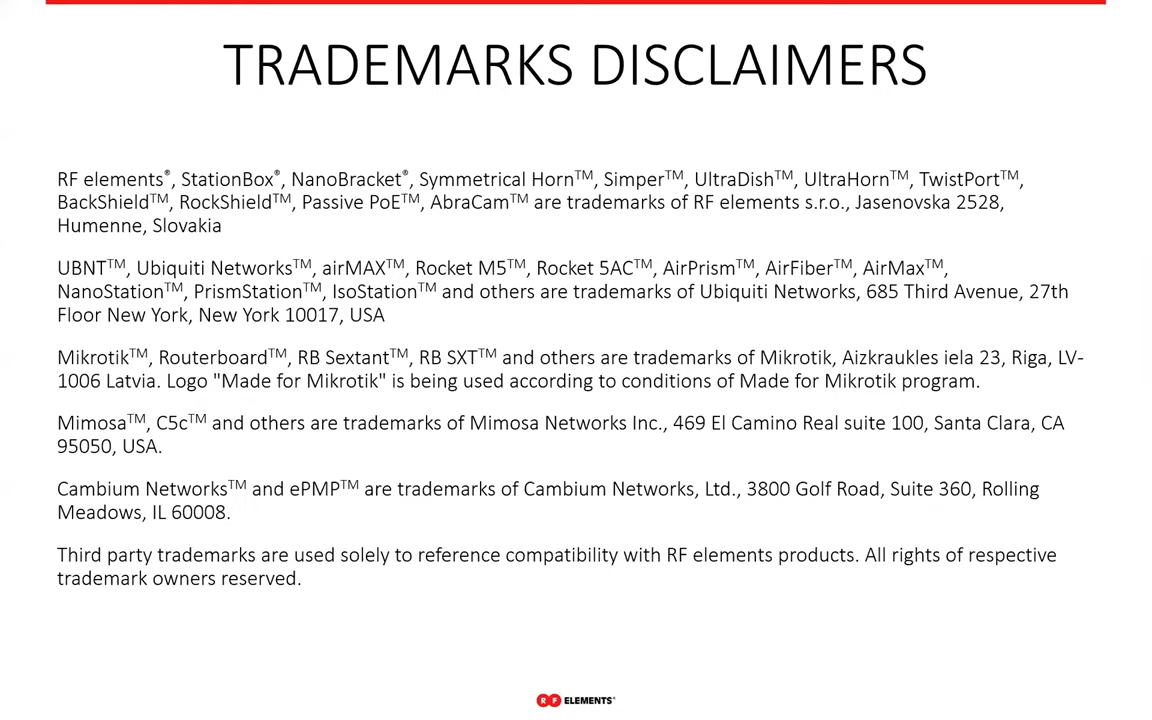 TRADEMARKS DISCLAIMERS
RF elements®, StationBox®, NanoBracket®, Symmetrical Horn™, Simper™, UltraDish™, UltraHorn™, TwistPort™,
BackShield™, RockShield™, Passive PoE™, AbraCam™ are trademarks of RF elements s.r.o., Jasenovska 2528,
Humenne, Slovakia
UBNT™, Ubiquiti Networks™, airMAX™, Rocket M5™, Rocket 5AC™, AirPrism™, AirFiber™, AirMax™,
NanoStation™, PrismStation™, IsoStation™ and others are trademarks of Ubiquiti Networks, 685 Third Avenue, 27th
Floor New York, New York 10017, USA
Mikrotik™, Routerboard™, RB Sextant™, RB SXT™ and others are trademarks of Mikrotik, Aizkraukles iela 23, Riga, LV-
1006 Latvia. Logo "Made for Mikrotik" is being used according to conditions of Made for Mikrotik program.
Mimosa™, C5c™ and others are trademarks of Mimosa Networks Inc., 469 El Camino Real suite 100, Santa Clara, CA
95050, USA.
Cambium Networks™ and ePMP™ are trademarks of Cambium Networks, Ltd., 3800 Golf Road, Suite 360, Rolling
Meadows, IL 60008.
Third party trademarks are used solely to reference compatibility with RF elements products. All rights of respective
trademark owners reserved.
RF ELEMENTS®